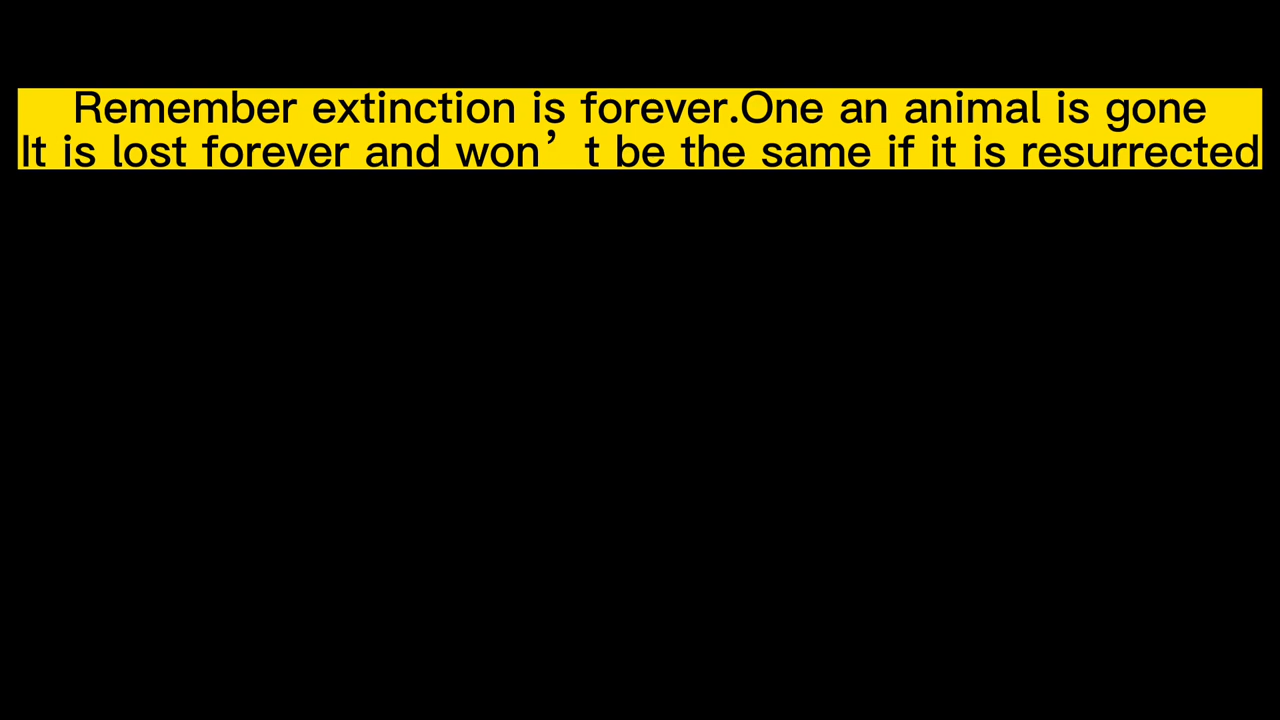 Remember extinction is forever.One an animal is gone
It is lost forever and won’t be the same if it is resurrected